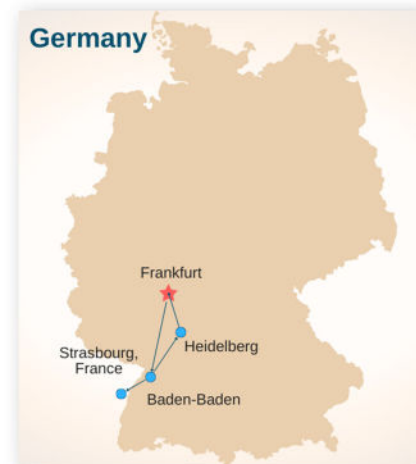 Germany
Frankfurt
Heidelberg
Strasbourg,
France
Baden-Baden